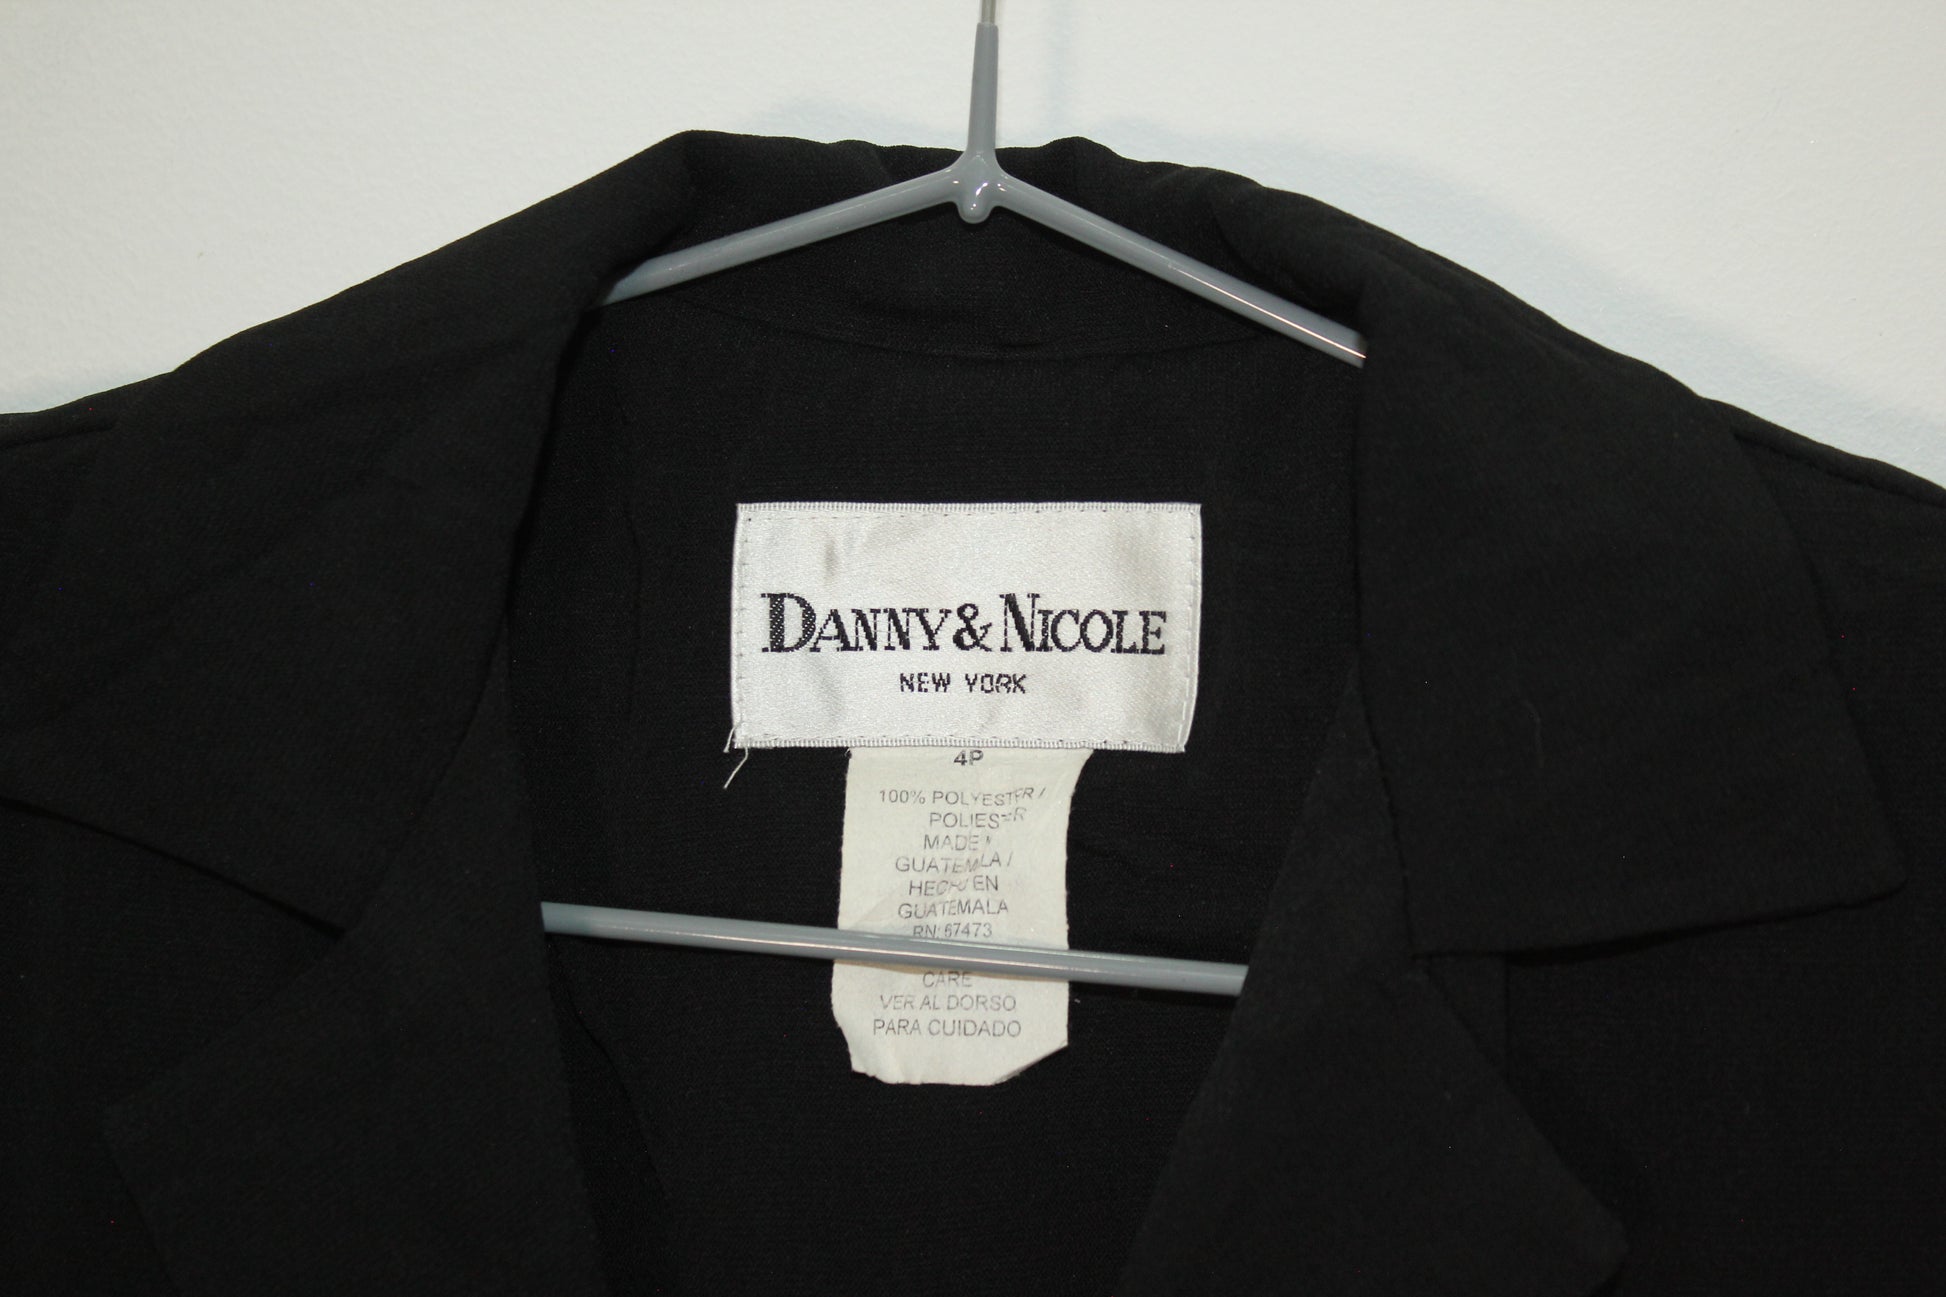 DANNY & NICOLE
NEW YORK
4P
100% POLYESTER /
POLIESTER
MADE
GUATEMALA /
HECHO EN
GUATEMALA
RN: 67473
CARE
VER AL DORSO
PARA CUIDADO